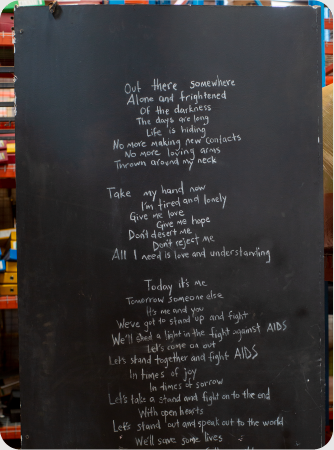 Out there somewhere
Alone and frightened
Of the darkness
The days are long
Life is hiding
No more making new contacts
No more loving arms
Thrown around my neck
Take my hand now
I'm tired and lonely
Give me love
Give me hope
Don't desert me
Don't reject me
All I need is love and understanding
Today it's me
Tomorrow someone else
It's me and you
We've got to stand up and fight
We'll shed a light in the fight against AIDS
Let's come on out
Let's stand together and fight AIDS
In times of joy
In times of sorrow
Let's take a stand and fight on to the end
With open hearts
Let's stand out and speak out to the world
We'll save some lives